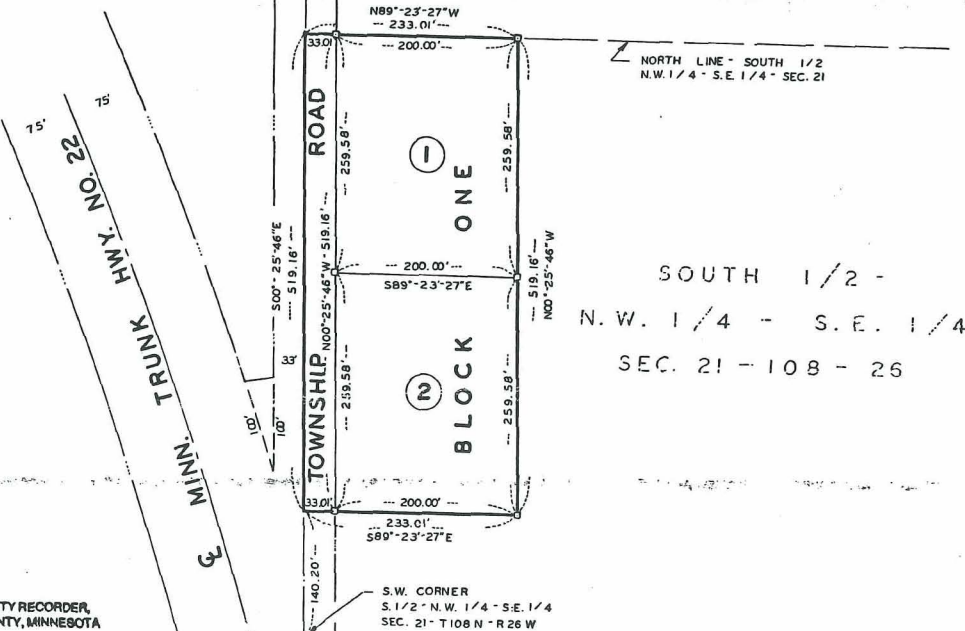 N89°-23'-27"W
--- 233.01' ---
33.01
--- 200.00' ---
NORTH LINE - SOUTH 1/2
N.W. 1/4 - S.E. 1/4 - SEC. 21
75'
75'
MINN. TRUNK HWY. NO. 22
ROAD
--- 259.58' ---
1
--- 259.58' ---
BLOCK ONE
S00°-25'-46"E
--- 519.16' ---
N00°-25'-46"W - 519.16'
--- 200.00' ---
S89°-23'-27"E
--- 519.16' ---
N00°-25'-46"W
SOUTH 1/2 -
N.W. 1/4 - S.E. 1/4
SEC. 21 - 108 - 26
33'
TOWNSHIP
--- 259.58' ---
2
--- 259.58' ---
100'
100'
33.01
--- 200.00' ---
--- 233.01' ---
S89°-23'-27"E
--- 140.20' ---
S.W. CORNER
S. 1/2 - N.W. 1/4 - S.E. 1/4
SEC. 21 - T 108 N - R 26 W
TY RECORDER,
NTY, MINNESOTA